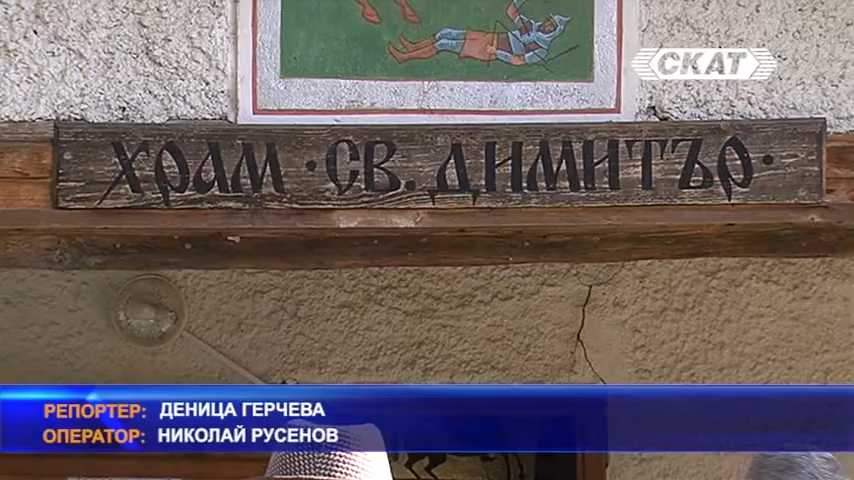 СКАТ
ХРАМ · СВ. ДИМИТЪР ·
РЕПОРТЕР: ДЕНИЦА ГЕРЧЕВА
ОПЕРАТОР: НИКОЛАЙ РУСЕНОВ